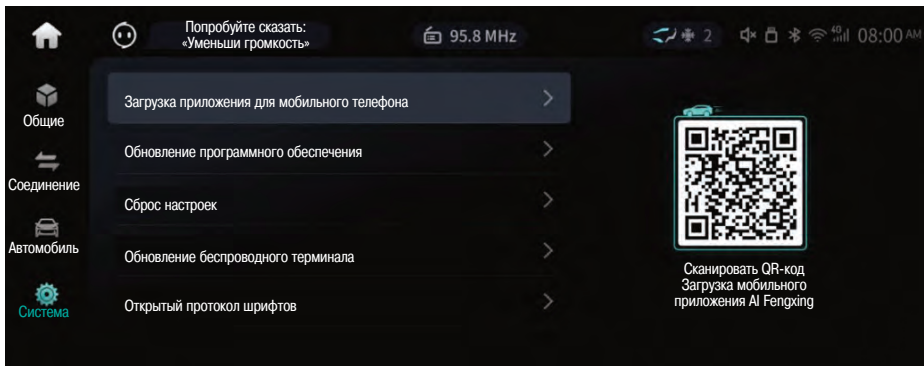 Попробуйте сказать:
«Уменьши громкость»
95.8 MHz
2
4G
08:00 AM
Общие
Соединение
Автомобиль
Система
Загрузка приложения для мобильного телефона
Обновление программного обеспечения
Сброс настроек
Обновление беспроводного терминала
Открытый протокол шрифтов
Сканировать QR-код
Загрузка мобильного
приложения AI Fengxing